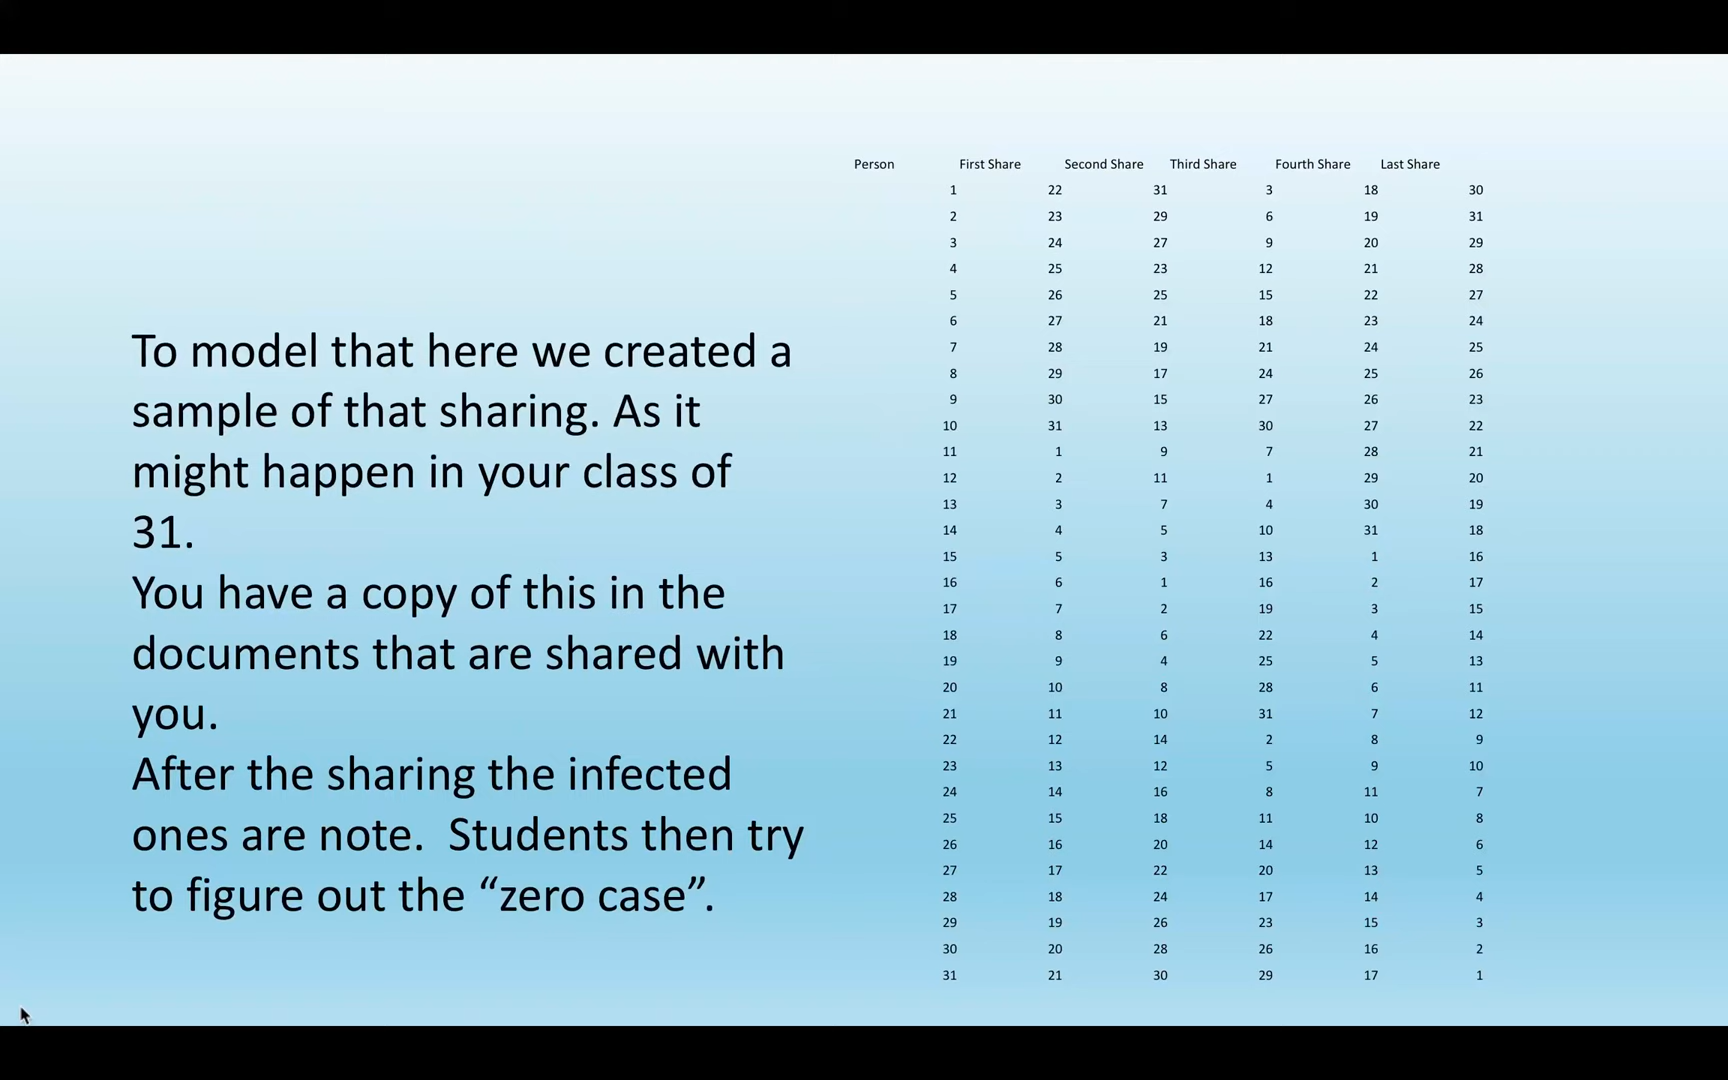 To model that here we created a
sample of that sharing. As it
might happen in your class of
31.
You have a copy of this in the
documents that are shared with
you.
After the sharing the infected
ones are note.  Students then try
to figure out the “zero case”.
Person First Share Second Share Third Share Fourth Share Last Share
1 22 31 3 18 30
2 23 29 6 19 31
3 24 27 9 20 29
4 25 23 12 21 28
5 26 25 15 22 27
6 27 21 18 23 24
7 28 19 21 24 25
8 29 17 24 25 26
9 30 15 27 26 23
10 31 13 30 27 22
11 1 9 7 28 21
12 2 11 1 29 20
13 3 7 4 30 19
14 4 5 10 31 18
15 5 3 13 1 16
16 6 1 16 2 17
17 7 2 19 3 15
18 8 6 22 4 14
19 9 4 25 5 13
20 10 8 28 6 11
21 11 10 31 7 12
22 12 14 2 8 9
23 13 12 5 9 10
24 14 16 8 11 7
25 15 18 11 10 8
26 16 20 14 12 6
27 17 22 20 13 5
28 18 24 17 14 4
29 19 26 23 15 3
30 20 28 26 16 2
31 21 30 29 17 1